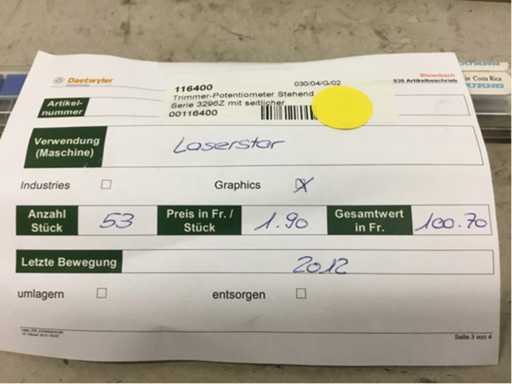 Daetwyler
116400
030/04/G/02
Trimmer-Potentiometer Stehend
Serie 3296Z mit seitlicher
00116400
Costa Rica
Artikel-
nummer
Verwendung
(Maschine)
Laserstar
Industries
Graphics
X
Anzahl
Stück
53
Preis in Fr. /
Stück
1.90
Gesamtwert
in Fr.
100.70
Letzte Bewegung
2012
umlagern
entsorgen
Seite 3 von 4